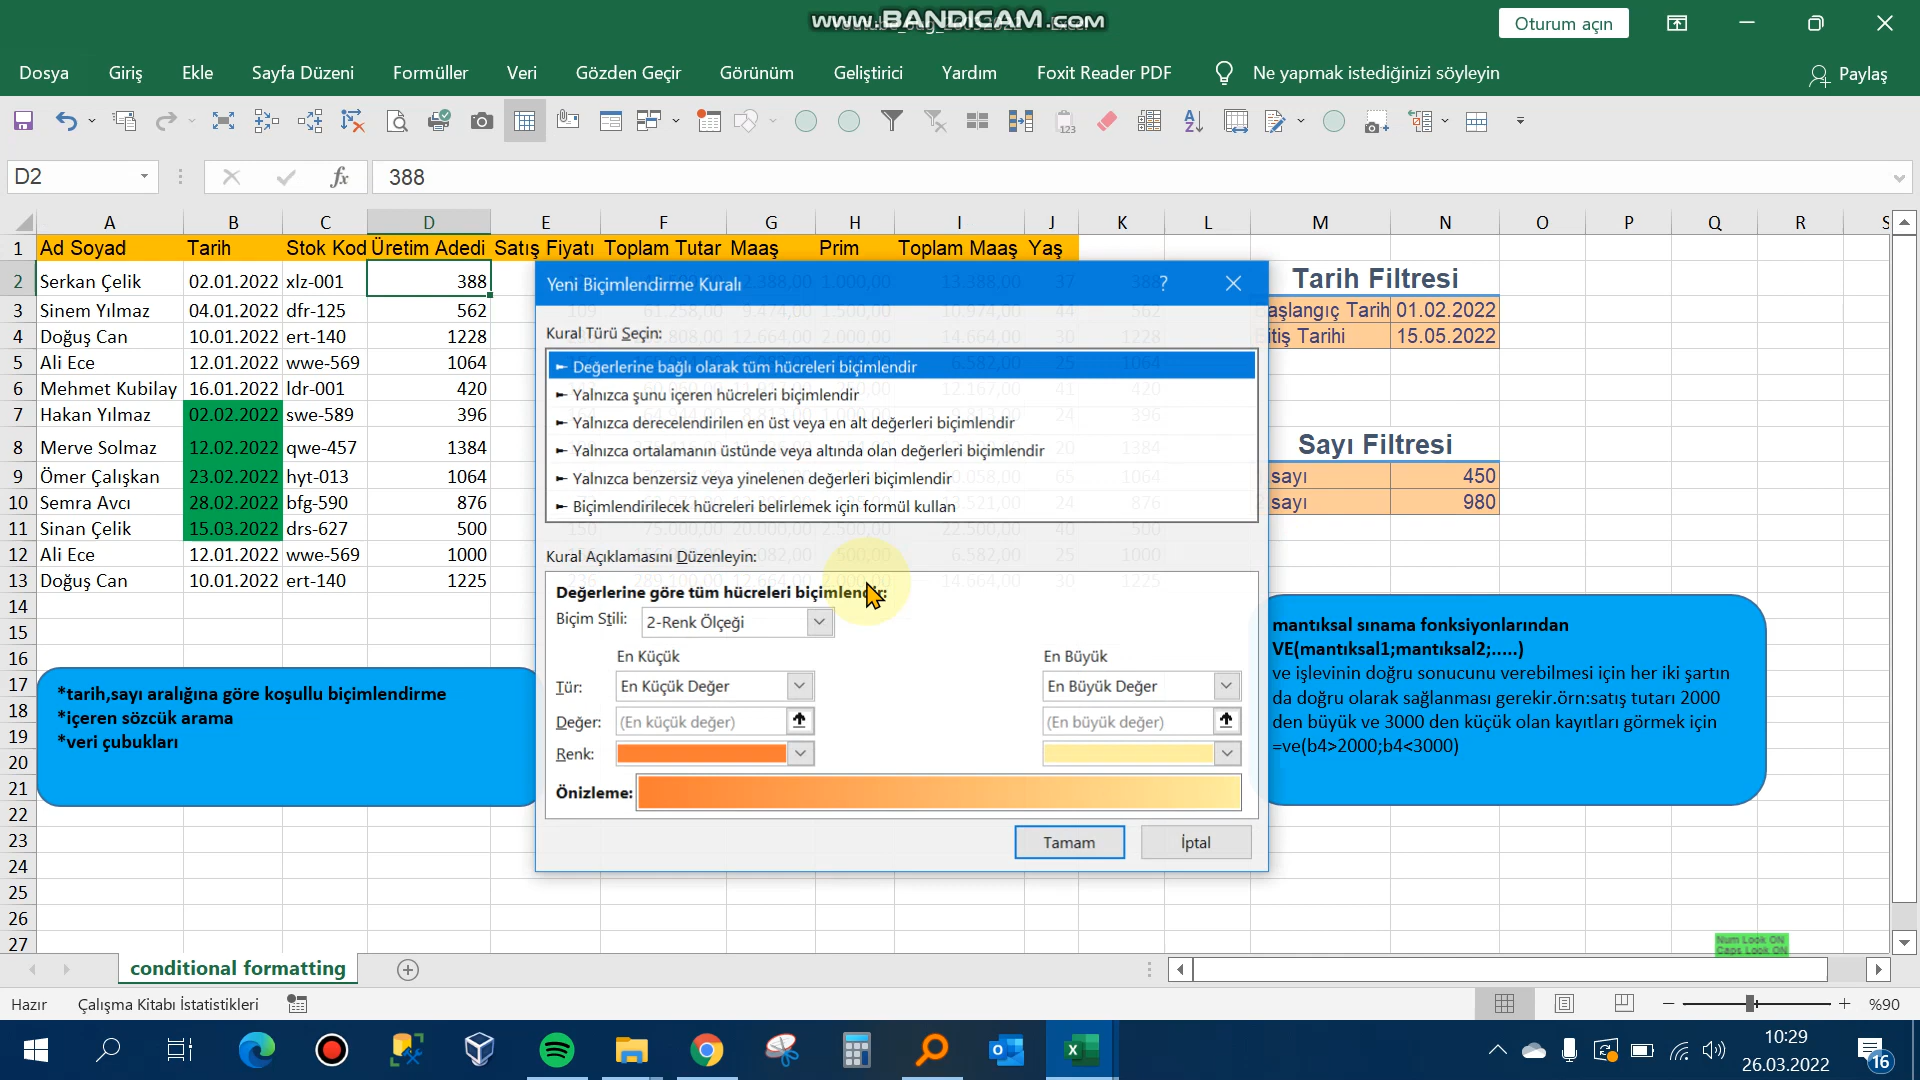 www.BANDICAM.com
Oturum açın
Dosya Giriş Ekle Sayfa Düzeni Formüller Veri Gözden Geçir Görünüm Geliştirici Yardım Foxit Reader PDF Ne yapmak istediğinizi söyleyin Paylaş
D2 fx 388
A B C D E F G H I J K L M N O P Q R S
1 Ad Soyad Tarih Stok Kod Üretim Adedi Satış Fiyatı Toplam Tutar Maaş Prim Toplam Maaş Yaş
2 Serkan Çelik 02.01.2022 xlz-001 388
3 Sinem Yılmaz 04.01.2022 dfr-125 562
4 Doğuş Can 10.01.2022 ert-140 1228
5 Ali Ece 12.01.2022 wwe-569 1064
6 Mehmet Kubilay 16.01.2022 ldr-001 420
7 Hakan Yılmaz 02.02.2022 swe-589 396
8 Merve Solmaz 12.02.2022 qwe-457 1384
9 Ömer Çalışkan 23.02.2022 hyt-013 1064
10 Semra Avcı 28.02.2022 bfg-590 876
11 Sinan Çelik 15.03.2022 drs-627 500
12 Ali Ece 12.01.2022 wwe-569 1000
13 Doğuş Can 10.01.2022 ert-140 1225
14
15
16
17
18
19
20
21
22
23
24
25
26
27
*tarih,sayı aralığına göre koşullu biçimlendirme
*içeren sözcük arama
*veri çubukları
Yeni Biçimlendirme Kuralı ?
Kural Türü Seçin:
► Değerlerine bağlı olarak tüm hücreleri biçimlendir
► Yalnızca şunu içeren hücreleri biçimlendir
► Yalnızca derecelendirilen en üst veya en alt değerleri biçimlendir
► Yalnızca ortalamanın üstünde veya altında olan değerleri biçimlendir
► Yalnızca benzersiz veya yinelenen değerleri biçimlendir
► Biçimlendirilecek hücreleri belirlemek için formül kullan
Kural Açıklamasını Düzenleyin:
Değerlerine göre tüm hücreleri biçimlendir:
Biçim Stili: 2-Renk Ölçeği
En Küçük En Büyük
Tür: En Küçük Değer En Büyük Değer
Değer: (En küçük değer) (En büyük değer)
Renk:
Önizleme:
Tamam İptal
Tarih Filtresi
aşlangıç Tarih 01.02.2022
itiş Tarihi 15.05.2022
Sayı Filtresi
sayı 450
sayı 980
mantıksal sınama fonksiyonlarından
VE(mantıksal1;mantıksal2;.....)
ve işlevinin doğru sonucunu verebilmesi için her iki şartın
da doğru olarak sağlanması gerekir.örn:satış tutarı 2000
den büyük ve 3000 den küçük olan kayıtları görmek için
=ve(b4>2000;b4<3000)
Num Lock ON
Caps Lock ON
conditional formatting
Hazır Çalışma Kitabı İstatistikleri %90
10:29
26.03.2022
16